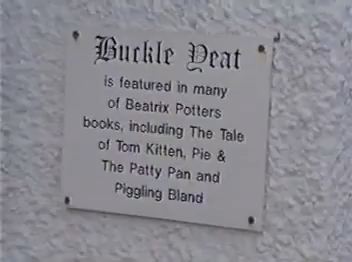 Buckle Yeat
is featured in many
of Beatrix Potters
books, including The Tale
of Tom Kitten, Pie &
The Patty Pan and
Piggling Bland